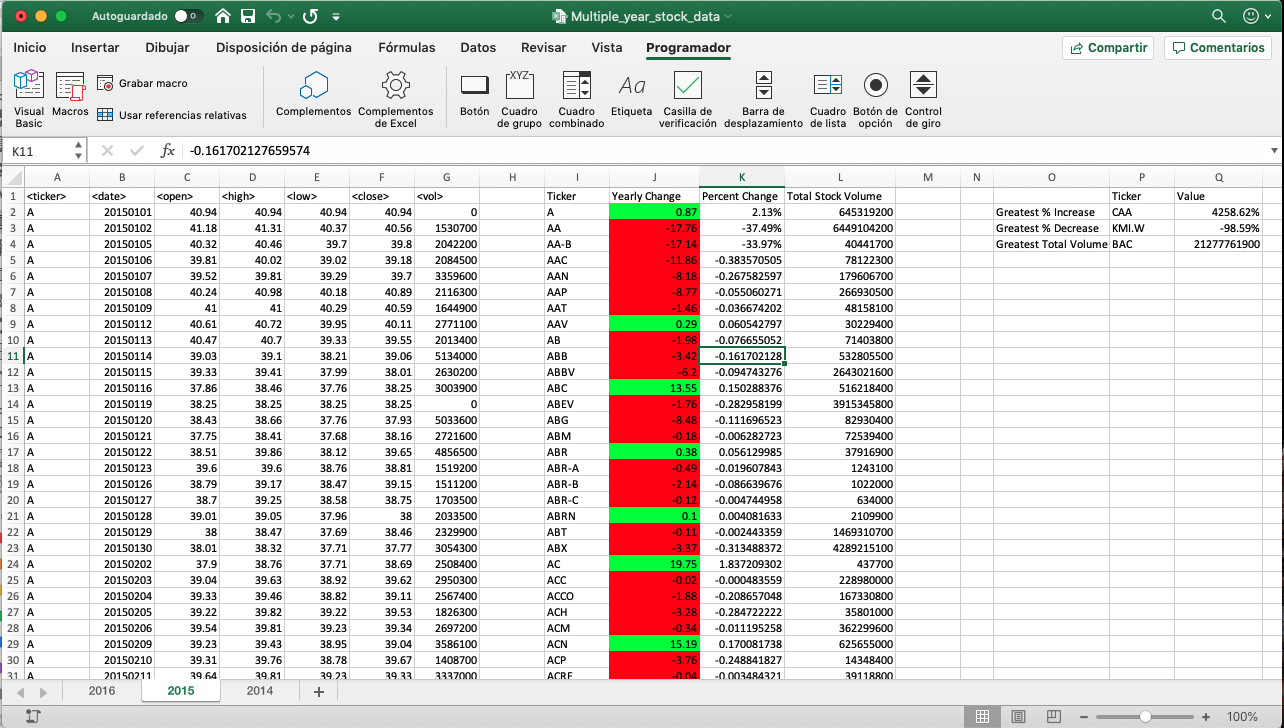 Autoguardado
Multiple_year_stock_data
Inicio Insertar Dibujar Disposición de página Fórmulas Datos Revisar Vista Programador Compartir Comentarios
Visual Basic Macros Grabar macro Usar referencias relativas Complementos Complementos de Excel Botón Cuadro de grupo Cuadro combinado Etiqueta Casilla de verificación Barra de desplazamiento Cuadro de lista Botón de opción Control de giro
XYZ Aa
K11 fx -0.161702127659574
A B C D E F G H I J K L M N O P Q
1 <ticker> <date> <open> <high> <low> <close> <vol> Ticker Yearly Change Percent Change Total Stock Volume Ticker Value
2 A 20150101 40.94 40.94 40.94 40.94 0 A 0.87 2.13% 645319200 Greatest % Increase CAA 4258.62%
3 A 20150102 41.18 41.31 40.37 40.56 1530700 AA -17.76 -37.49% 6449104200 Greatest % Decrease KMI.W -98.59%
4 A 20150105 40.32 40.46 39.7 39.8 2042200 AA-B -17.14 -33.97% 40441700 Greatest Total Volume BAC 21277761900
5 A 20150106 39.81 40.02 39.02 39.18 2084500 AAC -11.86 -0.383570505 78122300
6 A 20150107 39.52 39.81 39.29 39.7 3359600 AAN -8.18 -0.267582597 179606700
7 A 20150108 40.24 40.98 40.18 40.89 2116300 AAP -8.77 -0.055060271 266930500
8 A 20150109 41 41 40.29 40.59 1644900 AAT -1.46 -0.036674202 48158100
9 A 20150112 40.61 40.72 39.95 40.11 2771100 AAV 0.29 0.060542797 30229400
10 A 20150113 40.47 40.7 39.33 39.55 2013400 AB -1.98 -0.076655052 71403800
11 A 20150114 39.03 39.1 38.21 39.06 5134000 ABB -3.42 -0.161702128 532805500
12 A 20150115 39.33 39.41 37.99 38.01 2630200 ABBV -6.2 -0.094743276 2643021600
13 A 20150116 37.86 38.46 37.76 38.25 3003900 ABC 13.55 0.150288376 516218400
14 A 20150119 38.25 38.25 38.25 38.25 0 ABEV -1.76 -0.282958199 3915345800
15 A 20150120 38.43 38.66 37.76 37.93 5033600 ABG -8.48 -0.111696523 82930400
16 A 20150121 37.75 38.41 37.68 38.16 2721600 ABM -0.18 -0.006282723 72539400
17 A 20150122 38.51 39.86 38.12 39.65 4856500 ABR 0.38 0.056129985 37916900
18 A 20150123 39.6 39.6 38.76 38.81 1519200 ABR-A -0.49 -0.019607843 1243100
19 A 20150126 38.79 39.17 38.47 39.15 1511200 ABR-B -2.14 -0.086639676 1022000
20 A 20150127 38.7 39.25 38.58 38.75 1703500 ABR-C -0.12 -0.004744958 634000
21 A 20150128 39.01 39.05 37.96 38 2033500 ABRN 0.1 0.004081633 2109900
22 A 20150129 38 38.47 37.69 38.46 2329900 ABT -0.11 -0.002443359 1469310700
23 A 20150130 38.01 38.32 37.71 37.77 3054300 ABX -3.37 -0.313488372 4289215100
24 A 20150202 37.9 38.76 37.71 38.69 2508400 AC 19.75 1.837209302 437700
25 A 20150203 39.04 39.63 38.92 39.62 2950300 ACC -0.02 -0.000483559 228980000
26 A 20150204 39.33 39.46 38.82 39.11 2567400 ACCO -1.88 -0.208657048 167330800
27 A 20150205 39.22 39.82 39.22 39.53 1826300 ACH -3.28 -0.284722222 35801000
28 A 20150206 39.54 39.81 39.23 39.34 2697200 ACM -0.34 -0.011195258 362299600
29 A 20150209 39.23 39.43 38.95 39.04 3586100 ACN 15.19 0.170081738 625655000
30 A 20150210 39.31 39.76 38.78 39.67 1408700 ACP -3.76 -0.248841827 14348400
31 A 20150211 39.64 39.81 39.23 39.33 3337000 ACRE -0.04 -0.003484321 39118800
2016 2015 2014 +
100%